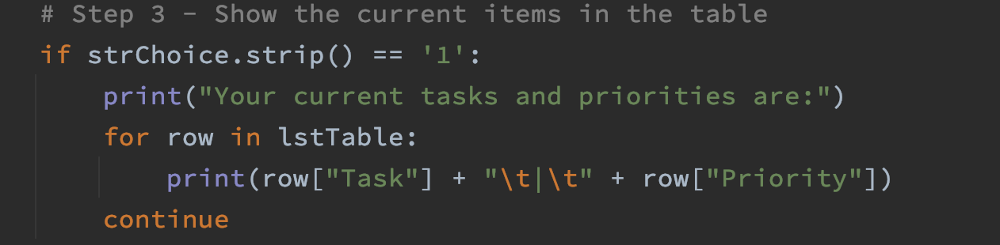 # Step 3 - Show the current items in the table
if strChoice.strip() == '1':
    print("Your current tasks and priorities are:")
    for row in lstTable:
        print(row["Task"] + "\t|\t" + row["Priority"])
    continue